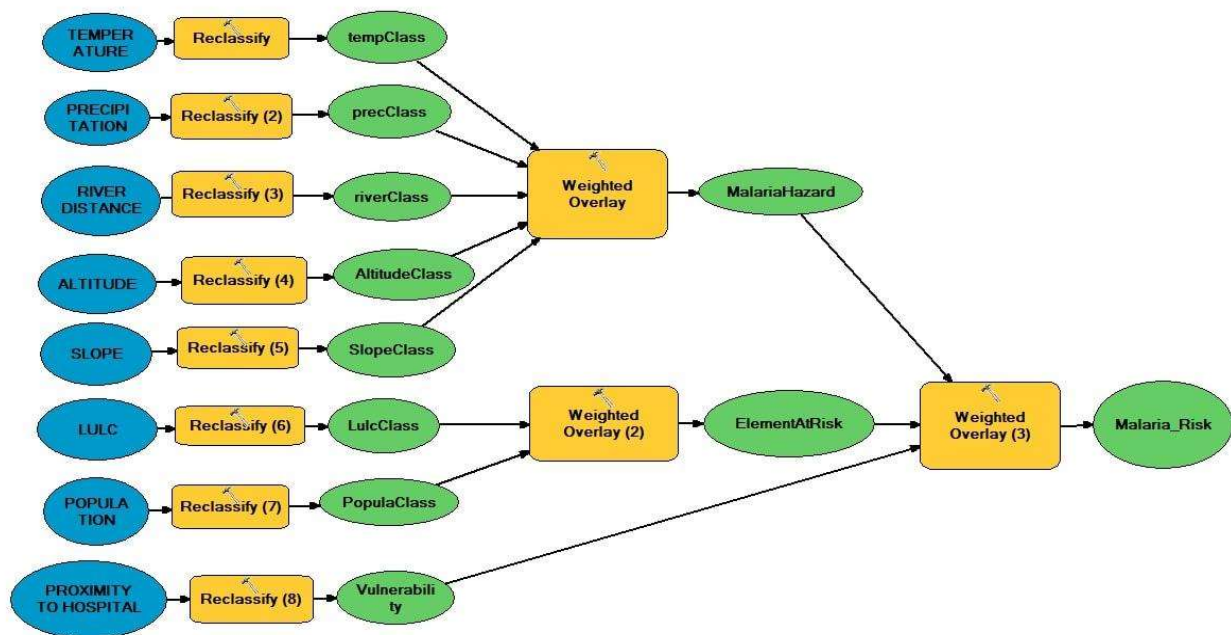 TEMPER
ATURE
Reclassify
tempClass
PRECIPI
TATION
Reclassify (2)
precClass
RIVER
DISTANCE
Reclassify (3)
riverClass
Weighted
Overlay
MalariaHazard
ALTITUDE
Reclassify (4)
AltitudeClass
SLOPE
Reclassify (5)
SlopeClass
LULC
Reclassify (6)
LulcClass
Weighted
Overlay (2)
ElementAtRisk
Weighted
Overlay (3)
Malaria_Risk
POPULA
TION
Reclassify (7)
PopulaClass
PROXIMITY
TO HOSPITAL
Reclassify (8)
Vulnerabili
ty